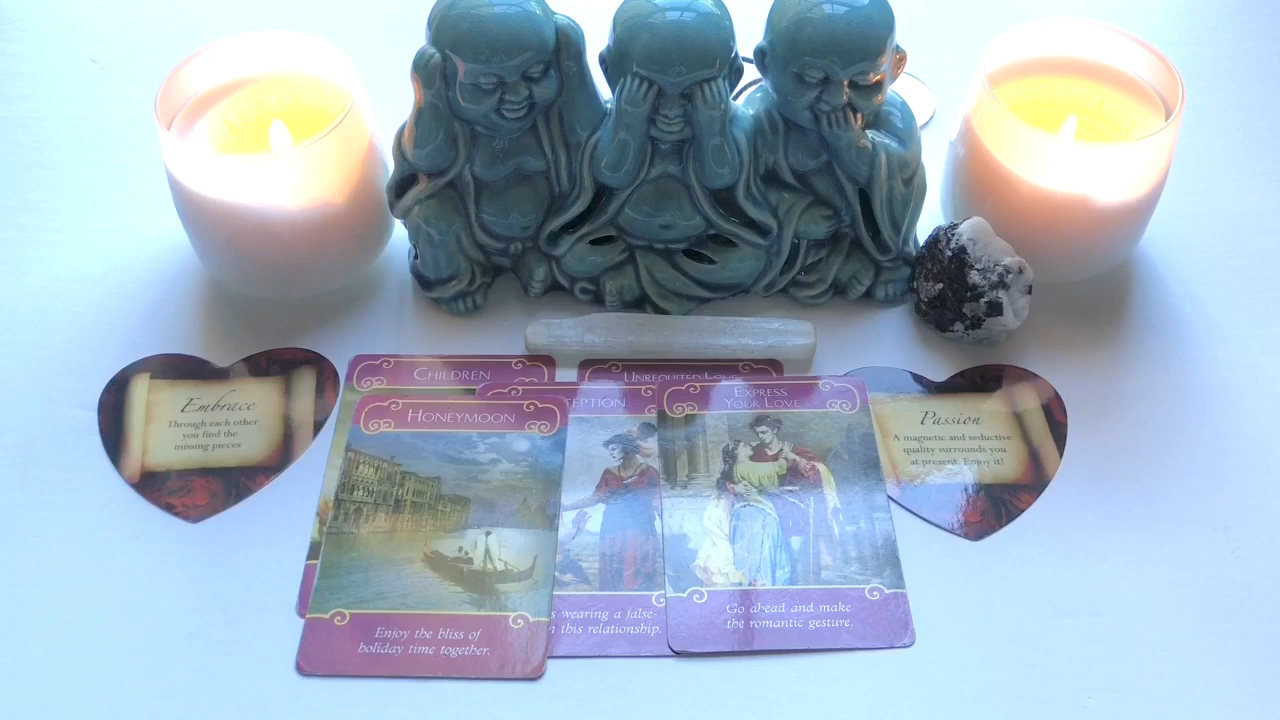 Embrace
Through each other
you find the
missing pieces
CHILDREN
HONEYMOON
Enjoy the bliss of
holiday time together.
EPTION
s wearing a false-
n this relationship.
UNREQUITED LOVE
EXPRESS
YOUR LOVE
Go ahead and make
the romantic gesture.
Passion
A magnetic and seductive
quality surrounds you
at present. Enjoy it!